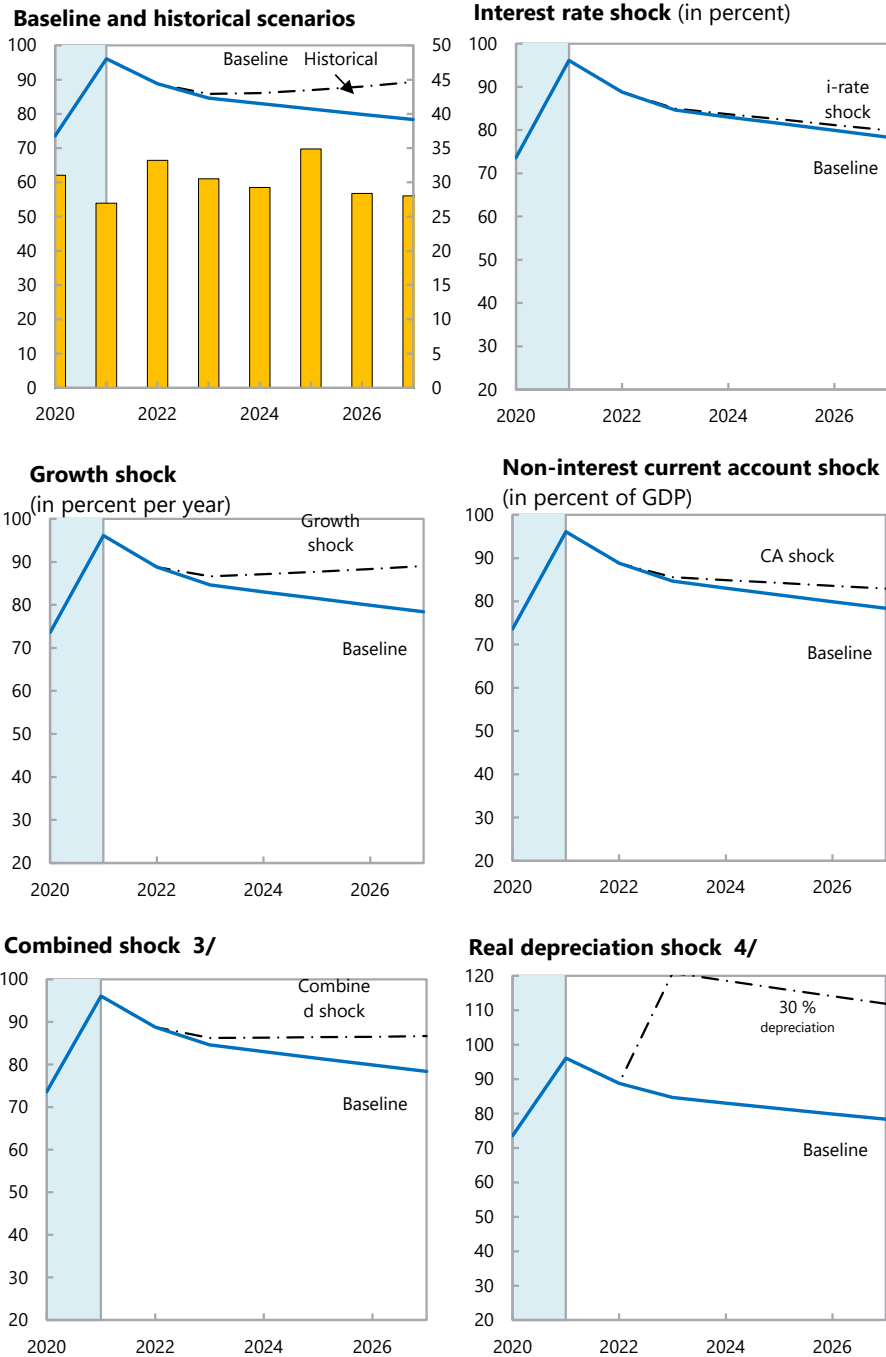 Baseline and historical scenarios
Baseline Historical
100
90
80
70
60
50
40
30
20
10
0
50
45
40
35
30
25
20
15
10
5
0
2020 2022 2024 2026
Interest rate shock (in percent)
100
90
80
70
60
50
40
30
20
i-rate
shock
Baseline
2020 2022 2024 2026
Growth shock
(in percent per year)
100
90
80
70
60
50
40
30
20
Growth
shock
Baseline
2020 2022 2024 2026
Non-interest current account shock
(in percent of GDP)
100
90
80
70
60
50
40
30
20
CA shock
Baseline
2020 2022 2024 2026
Combined shock 3/
100
90
80
70
60
50
40
30
20
Combine
d shock
Baseline
2020 2022 2024 2026
Real depreciation shock 4/
120
110
100
90
80
70
60
50
40
30
20
30 %
depreciation
Baseline
2020 2022 2024 2026